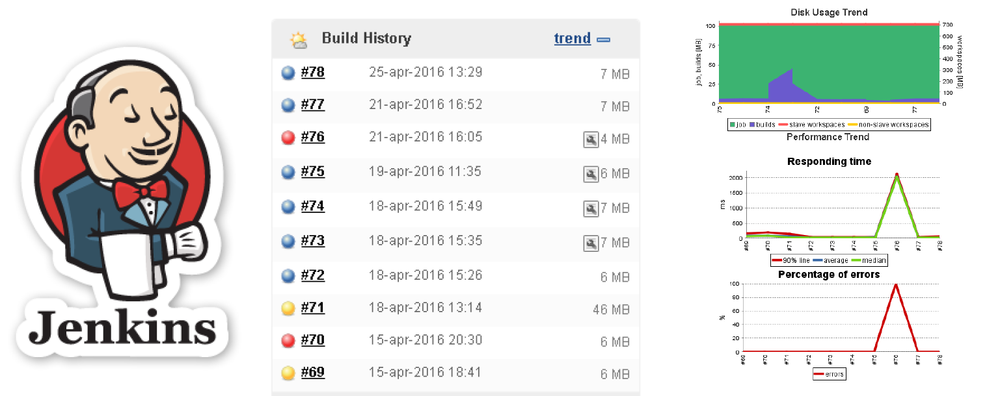 Jenkins
Build History trend
#78 25-apr-2016 13:29 7 MB
#77 21-apr-2016 16:52 7 MB
#76 21-apr-2016 16:05 4 MB
#75 19-apr-2016 11:35 6 MB
#74 18-apr-2016 15:49 7 MB
#73 18-apr-2016 15:35 7 MB
#72 18-apr-2016 15:26 6 MB
#71 18-apr-2016 13:14 46 MB
#70 15-apr-2016 20:30 6 MB
#69 15-apr-2016 18:41 6 MB
Disk Usage Trend
job, builds [MB]
100
75
50
25
0
700
600
500
400
300
200
100
0
workspaces [MB]
75 74 72 69 77
job builds slave workspaces non-slave workspaces
Performance Trend
Responding time
ms
2000
1500
1000
500
0
#69 #70 #71 #72 #73 #74 #75 #76 #77 #78
90% line average median
Percentage of errors
%
100
80
60
40
20
0
#69 #70 #71 #72 #73 #74 #75 #76 #77 #78
errors